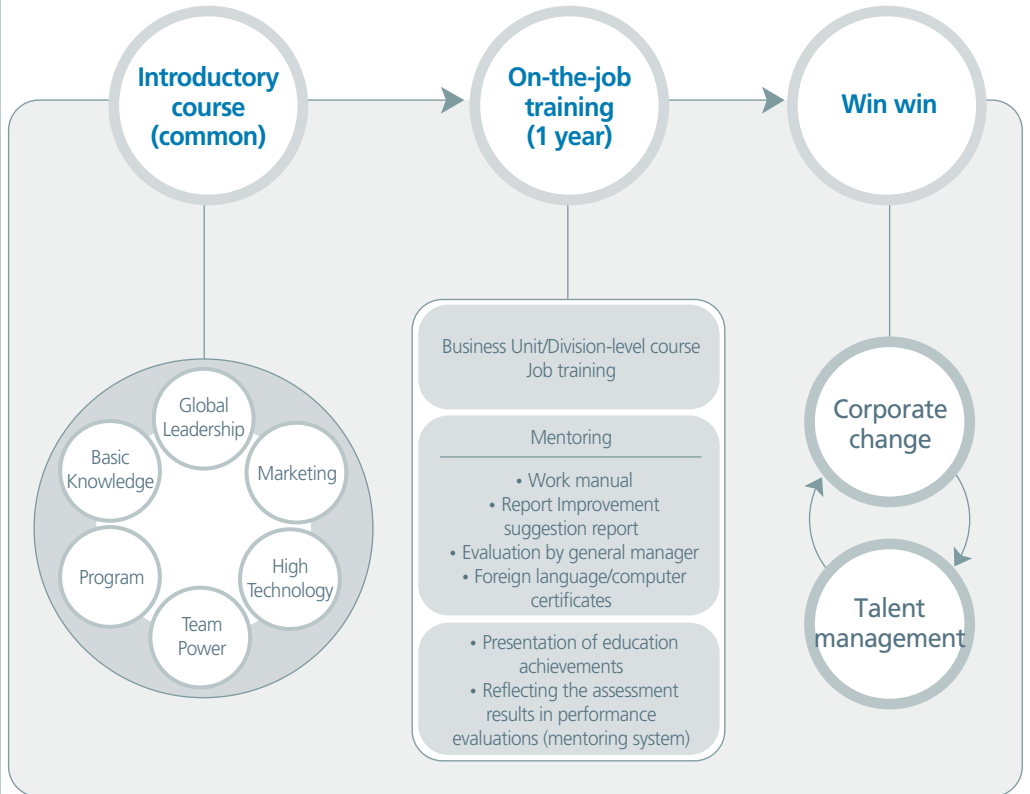 Introductory
course
(common)
On-the-job
training
(1 year)
Win win
Global
Leadership
Basic
Knowledge
Marketing
Program
High
Technology
Team
Power
Business Unit/Division-level course
Job training
Mentoring
• Work manual
• Report Improvement
suggestion report
• Evaluation by general manager
• Foreign language/computer
certificates
• Presentation of education
achievements
• Reflecting the assessment
results in performance
evaluations (mentoring system)
Corporate
change
Talent
management